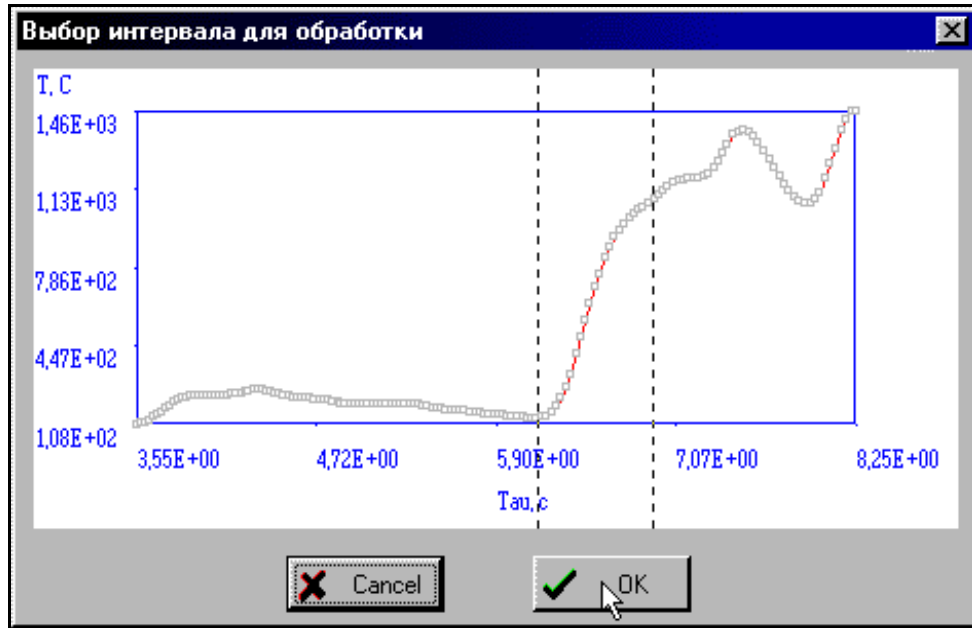 Выбор интервала для обработки
T, C
1,46E+03
1,13E+03
7,86E+02
4,47E+02
1,08E+02
3,55E+00 4,72E+00 5,90E+00 7,07E+00 8,25E+00
Tau, c
Cancel OK